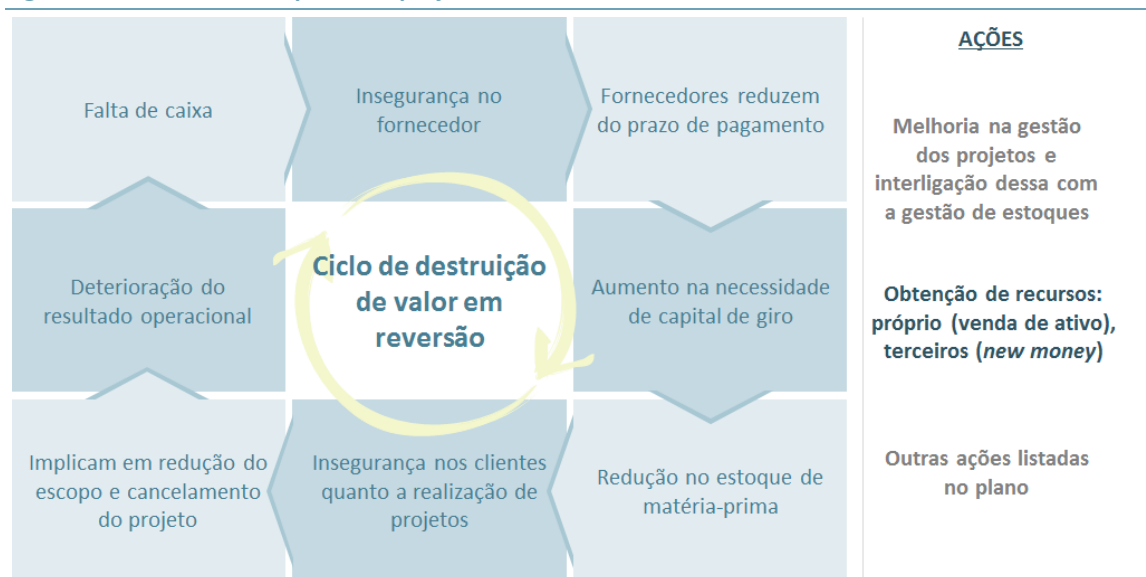 AÇÕES
Falta de caixa
Insegurança no
fornecedor
Fornecedores reduzem
do prazo de pagamento
Melhoria na gestão
dos projetos e
interligação dessa com
a gestão de estoques
Deterioração do
resultado operacional
Ciclo de destruição
de valor em
reversão
Aumento na necessidade
de capital de giro
Obtenção de recursos:
próprio (venda de ativo),
terceiros (new money)
Implicam em redução do
escopo e cancelamento
do projeto
Insegurança nos clientes
quanto a realização de
projetos
Redução no estoque de
matéria-prima
Outras ações listadas
no plano